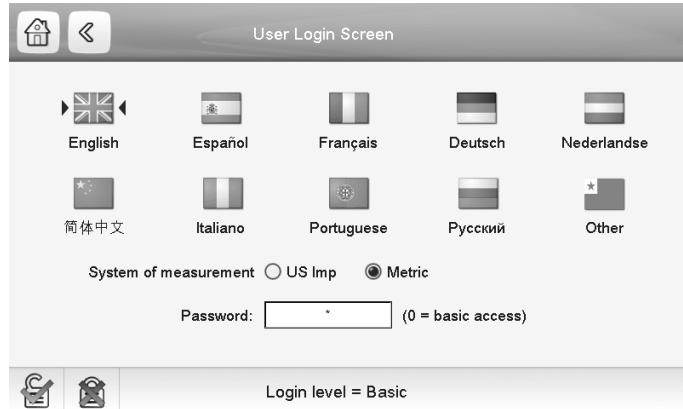 User Login Screen
English Español Français Deutsch Nederlandse
简体中文 Italiano Portuguese Русский Other
System of measurement US Imp Metric
Password: * (0 = basic access)
Login level = Basic